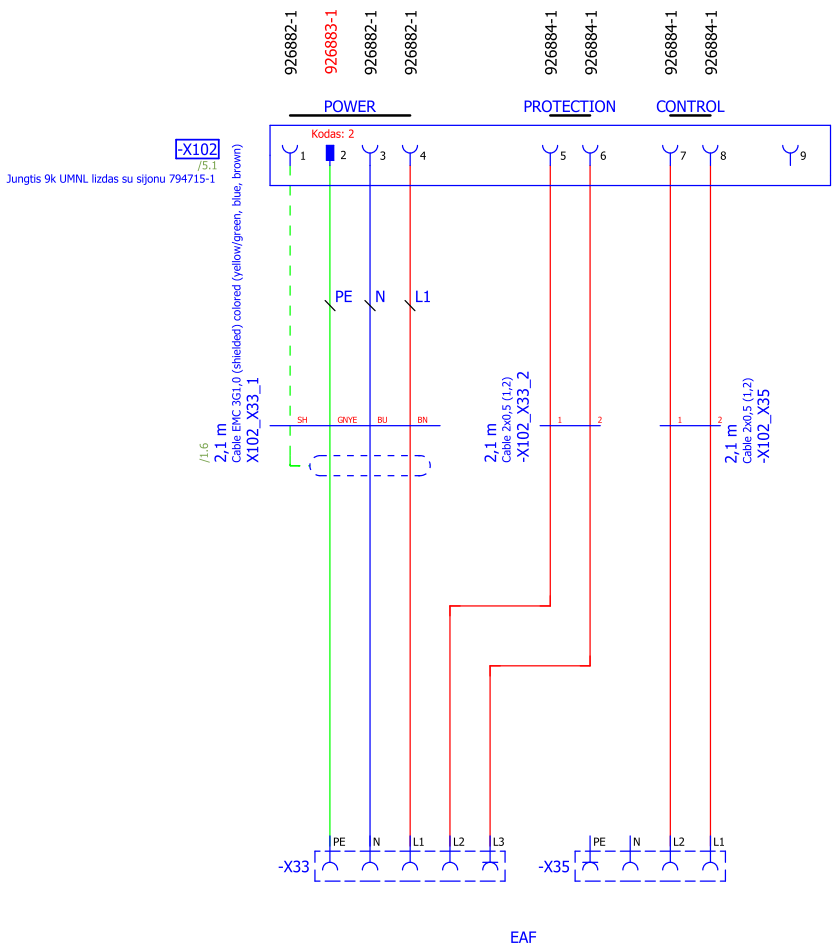 926882-1
926883-1
926882-1
926882-1
926884-1
926884-1
926884-1
926884-1
POWER
PROTECTION
CONTROL
Kodas: 2
-X102
/5.1
Jungtis 9k UMNL lizdas su sijonu 794715-1
1
2
3
4
5
6
7
8
9
PE
N
L1
/1.6
2,1 m
Cable EMC 3G1,0 (shielded) colored (yellow/green, blue, brown)
X102_X33_1
SH
GNYE
BU
BN
2,1 m
Cable 2x0,5 (1,2)
-X102_X33_2
1
2
1
2
2,1 m
Cable 2x0,5 (1,2)
-X102_X35
-X33
PE
N
L1
L2
L3
-X35
PE
N
L2
L1
EAF